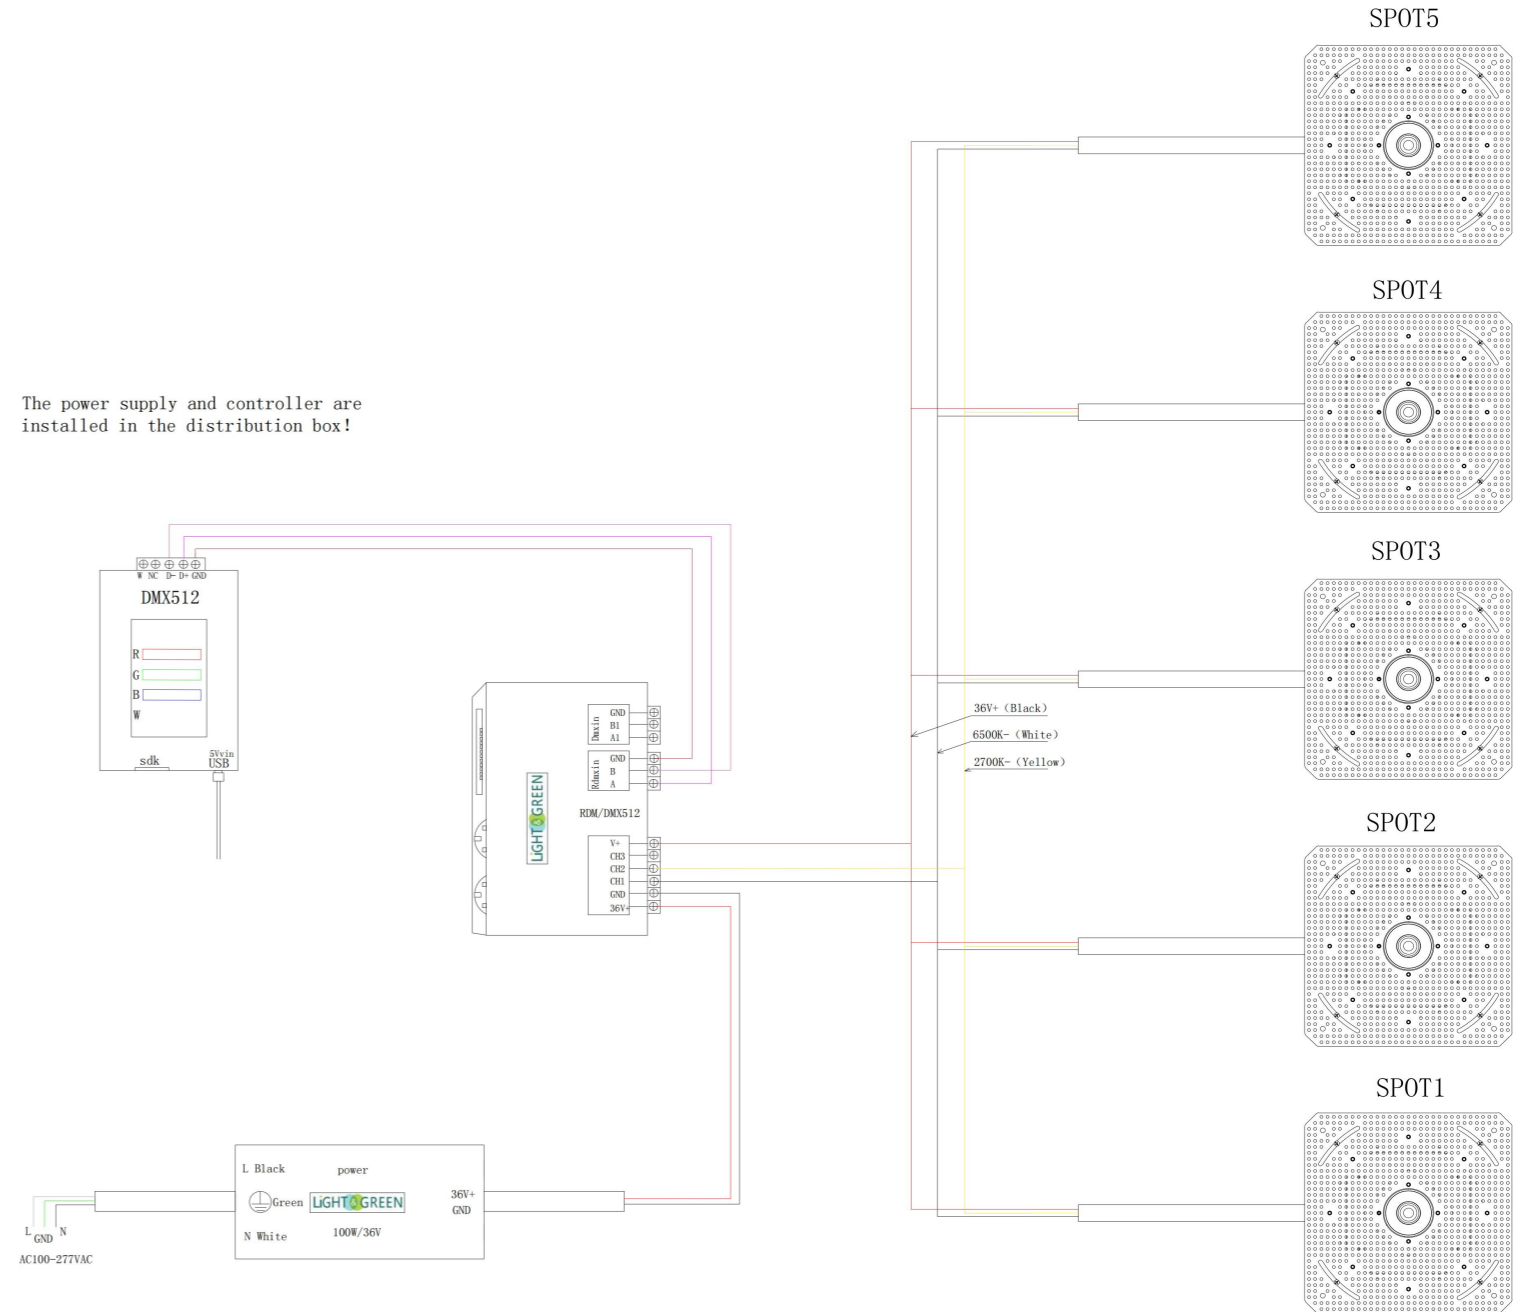 SPOT5
SPOT4
The power supply and controller are
installed in the distribution box!
SPOT3
W NC D- D+ GND
DMX512
R
G
B
W
sdk
5Vvin
USB
Dmxin
GND
B1
A1
Rdmxin
GND
B
A
LiGHT GREEN
RDM/DMX512
V+
CH3
CH2
CH1
GND
36V+
36V+ (Black)
6500K- (White)
2700K- (Yellow)
SPOT2
SPOT1
L Black
power
Green
LiGHT GREEN
N White
100W/36V
36V+
GND
L
GND
N
AC100-277VAC